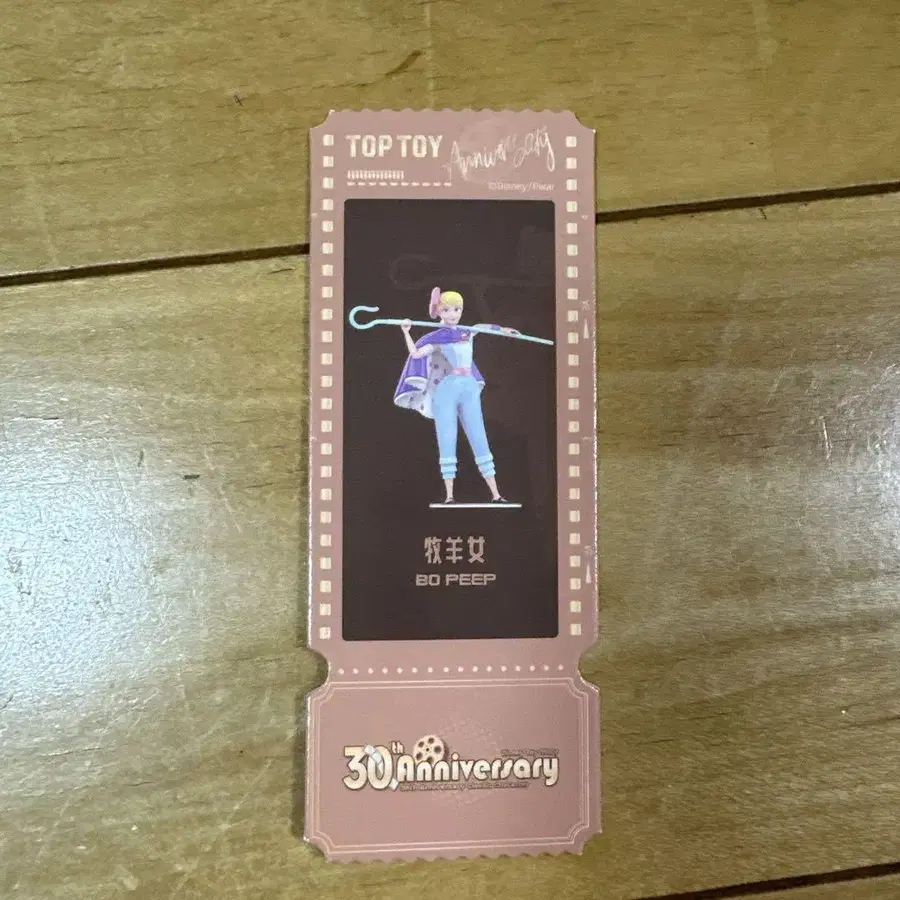 TOP TOY
Anniversary
©Disney/Pixar
牧羊女
BO PEEP
30th Anniversary